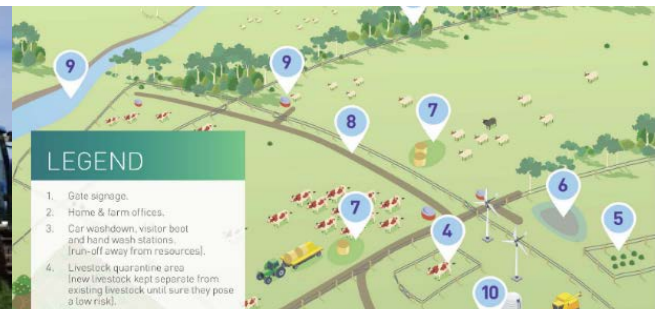 9
9
7
8
LEGEND
1. Gate signage.
2. Home & farm offices.
3. Car washdown, visitor boot
and hand wash stations
(run-off away from resources).
4. Livestock quarantine area
(new livestock kept separate from
existing livestock until sure they pose
a low risk).
7
4
6
5
10